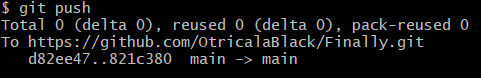 $ git push
Total 0 (delta 0), reused 0 (delta 0), pack-reused 0
To https://github.com/OtricalaBlack/Finally.git
   d82ee47..821c380  main -> main